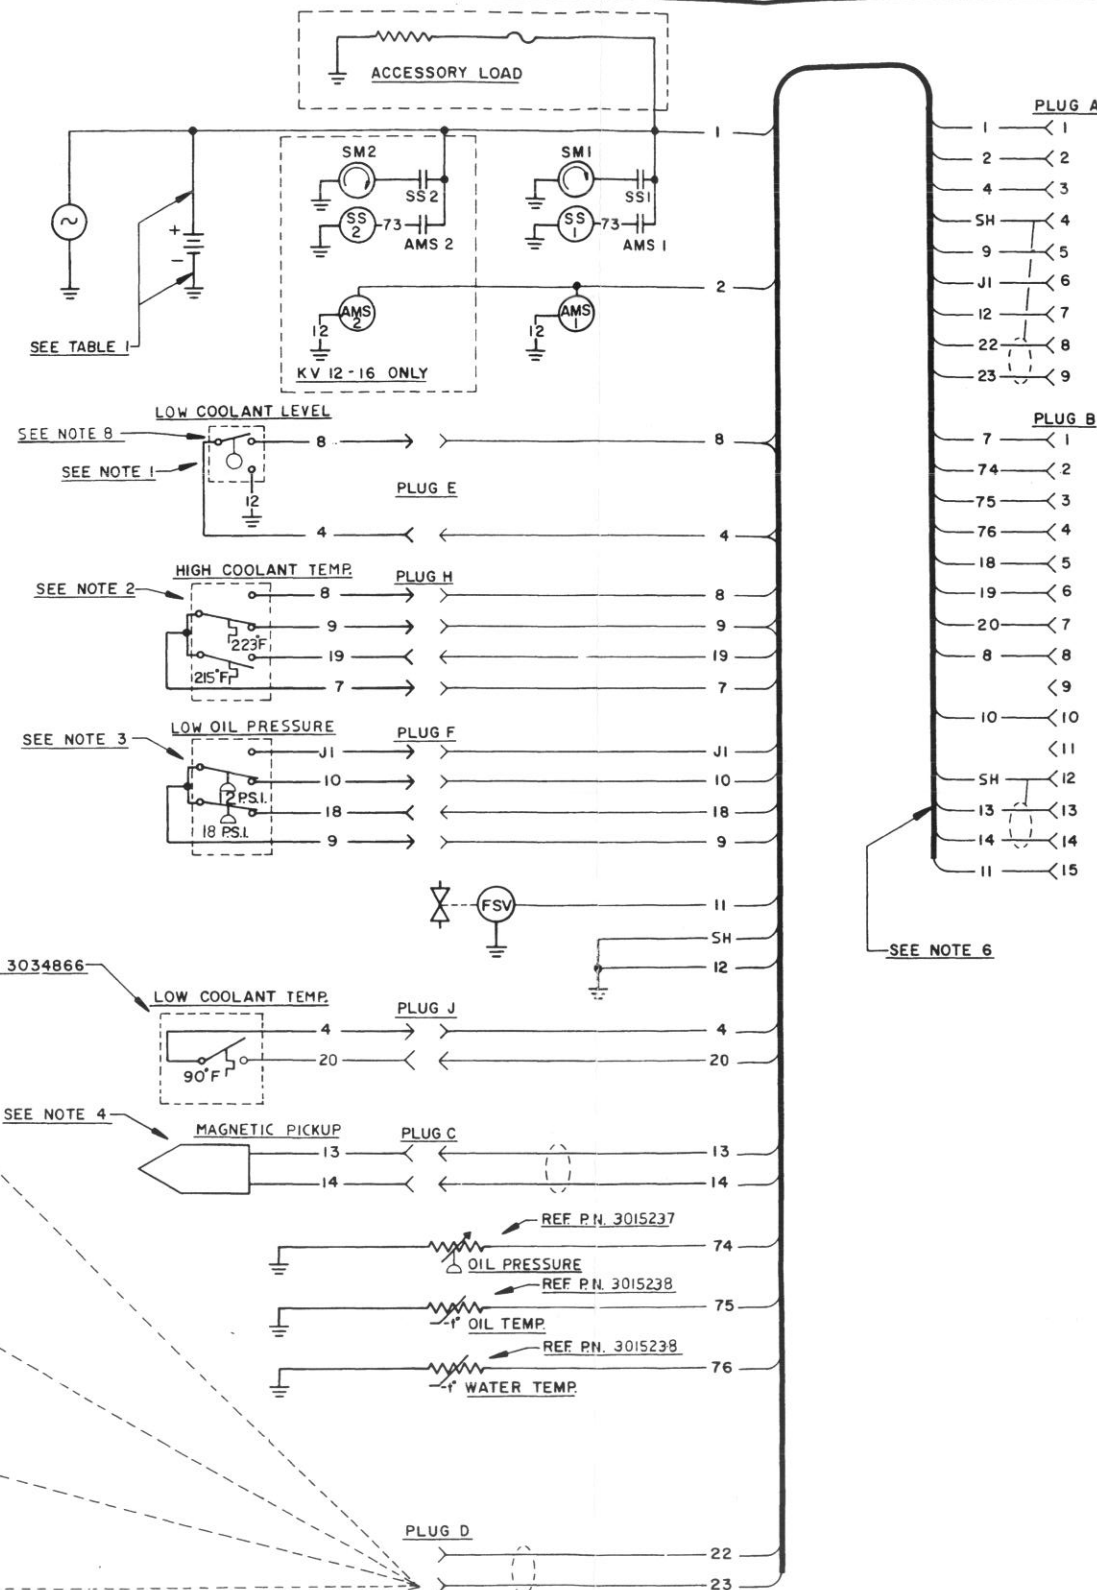 ACCESSORY LOAD
PLUG A
1
1 1
2 2
4 3
SH 4
9 5
J1 6
12 7
22 8
23 9
SM2
SS 2
SS 2
73
AMS 2
SM1
SS1
SS 1
73
AMS 1
+
−
2
AMS 2
12
AMS 1
12
SEE TABLE 1
KV 12-16 ONLY
LOW COOLANT LEVEL
SEE NOTE 8
8 8
SEE NOTE 1
12
PLUG E
4 4
PLUG B
7 1
74 2
75 3
76 4
18 5
19 6
20 7
8 8
9
10 10
11
SH 12
13 13
14 14
11 15
HIGH COOLANT TEMP.
PLUG H
SEE NOTE 2
8 8
9 9
223°F
19 19
215°F
7 7
LOW OIL PRESSURE
PLUG F
SEE NOTE 3
J1 J1
10 10
12 P.S.I.
18 18
18 P.S.I.
9 9
FSV
11
SH
12
SEE NOTE 6
3034866
LOW COOLANT TEMP.
PLUG J
4 4
20 20
90°F
SEE NOTE 4
MAGNETIC PICKUP
PLUG C
13 13
14 14
REF. P.N. 3015237
74
OIL PRESSURE
REF. P.N. 3015238
75
-t° OIL TEMP.
REF. P.N. 3015238
76
-t° WATER TEMP.
PLUG D
22
23